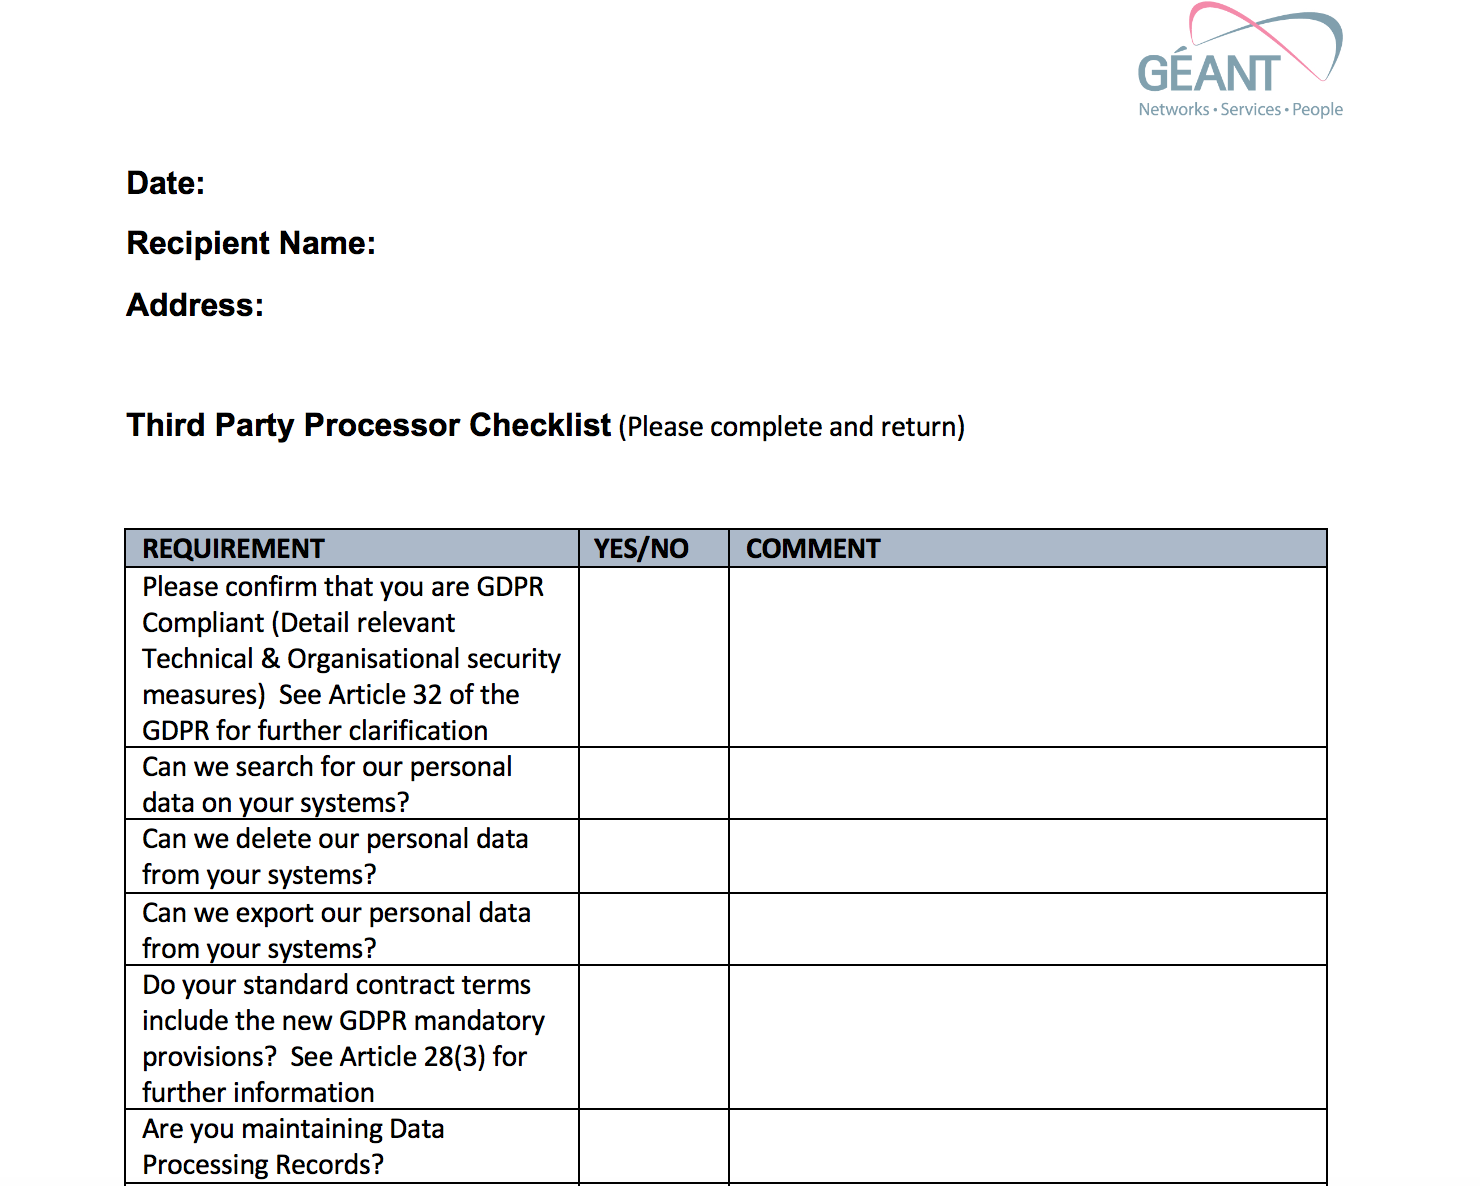 GÉANT
Networks · Services · People
Date:
Recipient Name:
Address:
Third Party Processor Checklist (Please complete and return)
REQUIREMENT YES/NO COMMENT
Please confirm that you are GDPR
Compliant (Detail relevant
Technical & Organisational security
measures)  See Article 32 of the
GDPR for further clarification
Can we search for our personal
data on your systems?
Can we delete our personal data
from your systems?
Can we export our personal data
from your systems?
Do your standard contract terms
include the new GDPR mandatory
provisions?  See Article 28(3) for
further information
Are you maintaining Data
Processing Records?